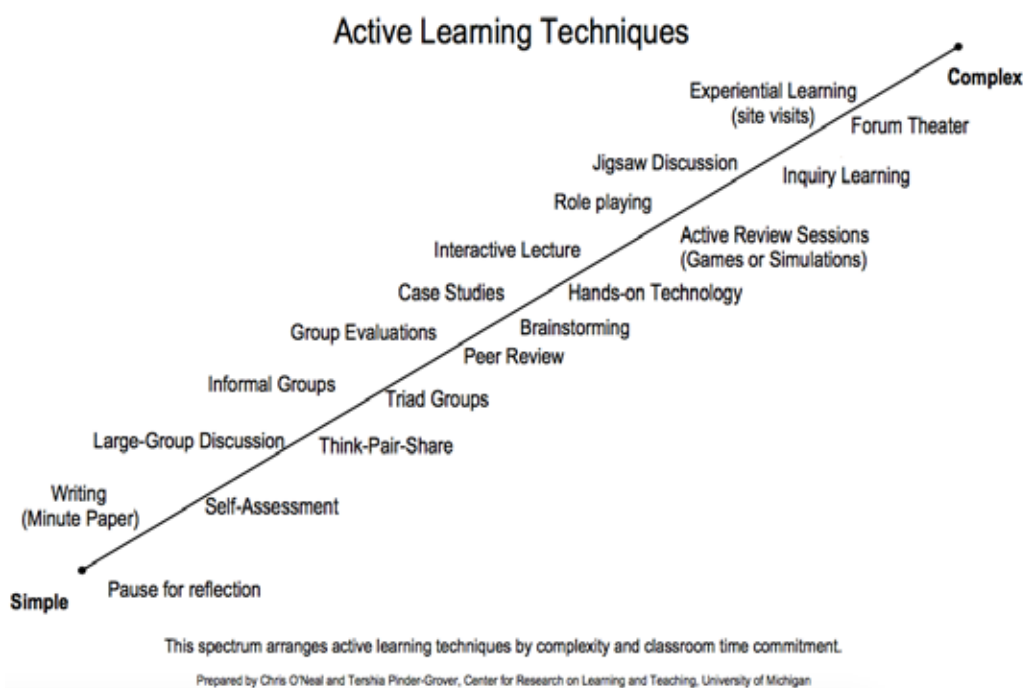 Active Learning Techniques
Complex
Experiential Learning
(site visits)
Forum Theater
Jigsaw Discussion
Inquiry Learning
Role playing
Active Review Sessions
(Games or Simulations)
Interactive Lecture
Case Studies
Hands-on Technology
Group Evaluations
Brainstorming
Peer Review
Informal Groups
Triad Groups
Large-Group Discussion
Think-Pair-Share
Writing
(Minute Paper)
Self-Assessment
Pause for reflection
Simple
This spectrum arranges active learning techniques by complexity and classroom time commitment.
Prepared by Chris O'Neal and Tershia Pinder-Grover, Center for Research on Learning and Teaching, University of Michigan